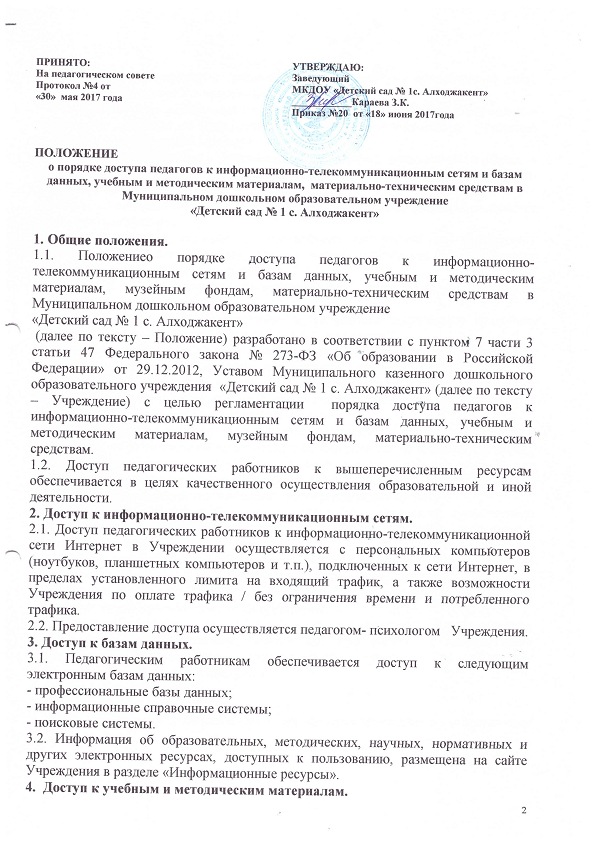 ПРИНЯТО:
На педагогическом совете
Протокол №4 от
«30»  мая 2017 года
УТВЕРЖДАЮ:
Заведующий
МКДОУ «Детский сад № 1с. Алходжакент»
____________ Караева З.К.
Приказ №20  от «18» июня 2017года
ПОЛОЖЕНИЕ
о порядке доступа педагогов к информационно-телекоммуникационным сетям и базам
данных, учебным и методическим материалам,  материально-техническим средствам в
Муниципальном дошкольном образовательном учреждение
«Детский сад № 1 с. Алходжакент»
1. Общие положения.
1.1. Положениео порядке доступа педагогов к информационно-
телекоммуникационным сетям и базам данных, учебным и методическим
материалам, музейным фондам, материально-техническим средствам в
Муниципальном дошкольном образовательном учреждение
«Детский сад № 1 с. Алходжакент»
(далее по тексту – Положение) разработано в соответствии с пунктом 7 части 3
статьи 47 Федерального закона № 273-ФЗ «Об образовании в Российской
Федерации» от 29.12.2012, Уставом Муниципального казенного дошкольного
образовательного учреждения  «Детский сад № 1 с. Алходжакент» (далее по тексту
– Учреждение) с целью регламентации  порядка доступа педагогов к
информационно-телекоммуникационным сетям и базам данных, учебным и
методическим материалам, музейным фондам, материально-техническим
средствам.
1.2. Доступ педагогических работников к вышеперечисленным ресурсам
обеспечивается в целях качественного осуществления образовательной и иной
деятельности.
2. Доступ к информационно-телекоммуникационным сетям.
2.1. Доступ педагогических работников к информационно-телекоммуникационной
сети Интернет в Учреждении осуществляется с персональных компьютеров
(ноутбуков, планшетных компьютеров и т.п.), подключенных к сети Интернет, в
пределах установленного лимита на входящий трафик, а также возможности
Учреждения по оплате трафика / без ограничения времени и потребленного
трафика.
2.2. Предоставление доступа осуществляется педагогом- психологом   Учреждения.
3. Доступ к базам данных.
3.1. Педагогическим работникам обеспечивается доступ к следующим
электронным базам данных:
- профессиональные базы данных;
- информационные справочные системы;
- поисковые системы.
3.2. Информация об образовательных, методических, научных, нормативных и
других электронных ресурсах, доступных к пользованию, размещена на сайте
Учреждения в разделе «Информационные ресурсы».
4.  Доступ к учебным и методическим материалам.
2